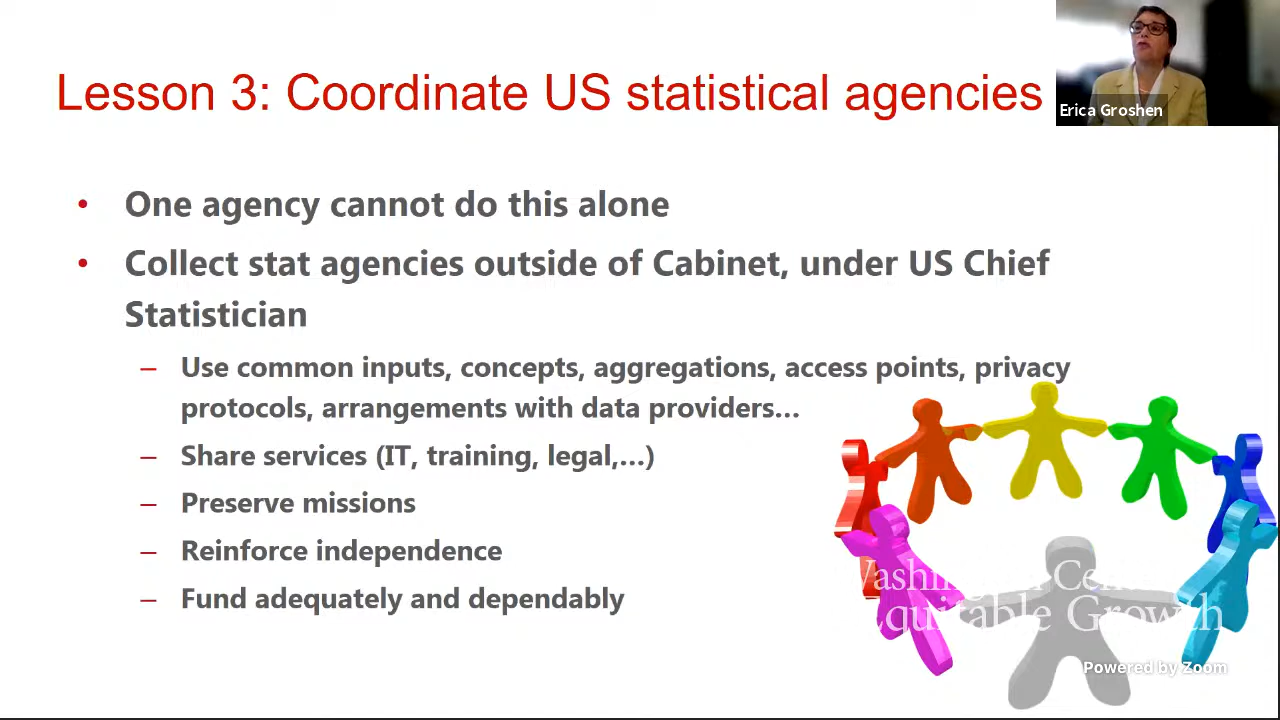 Lesson 3: Coordinate US statistical agencies
Erica Groshen
• One agency cannot do this alone
• Collect stat agencies outside of Cabinet, under US Chief
Statistician
– Use common inputs, concepts, aggregations, access points, privacy
protocols, arrangements with data providers...
– Share services (IT, training, legal,...)
– Preserve missions
– Reinforce independence
– Fund adequately and dependably
Washington
Equitable Growth
Powered by Zoom